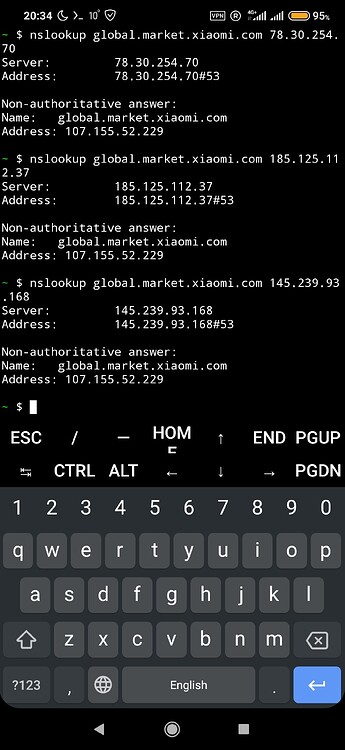 20:34 >_ 10° VPN R 4G+ 95%
~ $ nslookup global.market.xiaomi.com 78.30.254.
70
Server: 78.30.254.70
Address: 78.30.254.70#53
Non-authoritative answer:
Name: global.market.xiaomi.com
Address: 107.155.52.229
~ $ nslookup global.market.xiaomi.com 185.125.11
2.37
Server: 185.125.112.37
Address: 185.125.112.37#53
Non-authoritative answer:
Name: global.market.xiaomi.com
Address: 107.155.52.229
~ $ nslookup global.market.xiaomi.com 145.239.93
.168
Server: 145.239.93.168
Address: 145.239.93.168#53
Non-authoritative answer:
Name: global.market.xiaomi.com
Address: 107.155.52.229
~ $
ESC / — HOM
E ↑ END PGUP
↹ CTRL ALT ← ↓ → PGDN
1 2 3 4 5 6 7 8 9 0
q w e r t y u i o p
a s d f g h j k l
z x c v b n m
?123 , English .